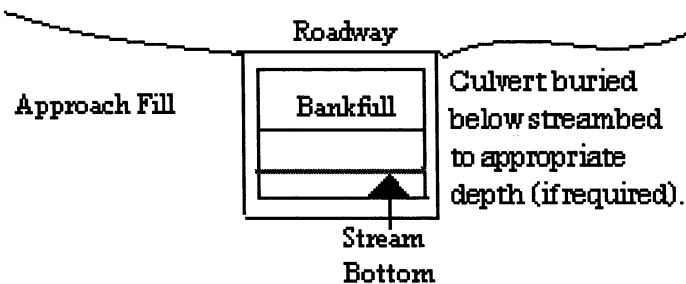 Roadway
Approach Fill
Bankfull
Culvert buried
below streambed
to appropriate
depth (if required).
Stream
Bottom